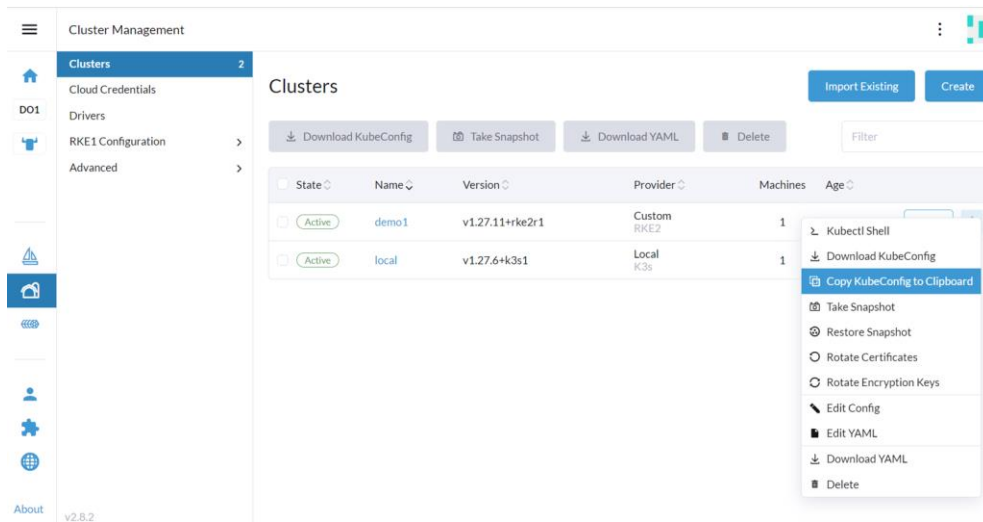 Cluster Management
DO1
About
Clusters 2
Cloud Credentials
Drivers
RKE1 Configuration
Advanced
v2.8.2
Clusters
Import Existing
Create
Download KubeConfig
Take Snapshot
Download YAML
Delete
Filter
State Name Version Provider Machines Age
Active demo1 v1.27.11+rke2r1 Custom 1
RKE2
Active local v1.27.6+k3s1 Local 1
K3s
Kubectl Shell
Download KubeConfig
Copy KubeConfig to Clipboard
Take Snapshot
Restore Snapshot
Rotate Certificates
Rotate Encryption Keys
Edit Config
Edit YAML
Download YAML
Delete